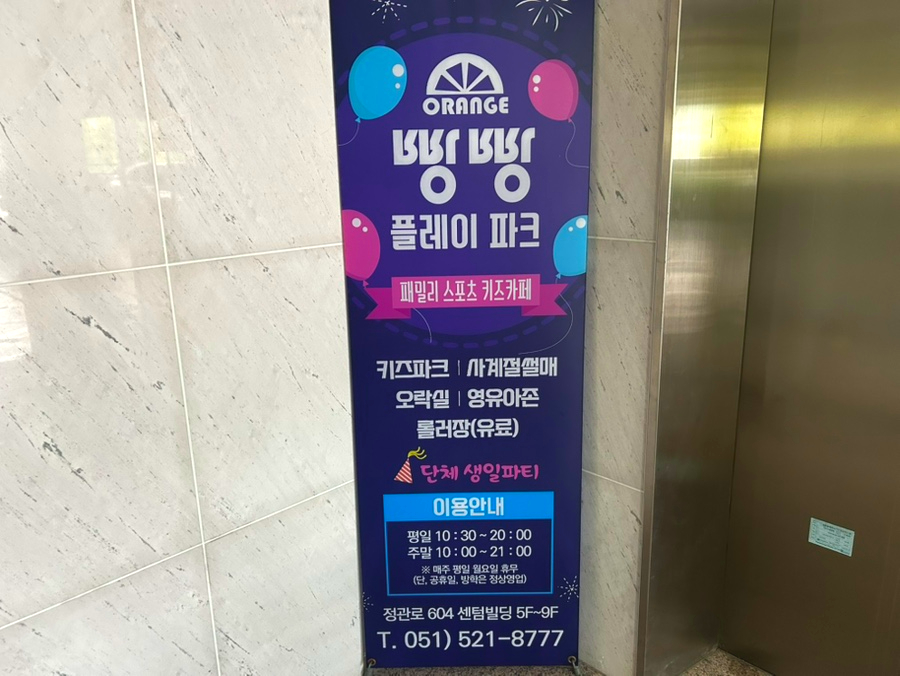 ORANGE
뜅뜅
플레이 파크
패밀리 스포츠 키즈카페
키즈파크 | 사계절썰매
오락실 | 영유아존
롤러장(유료)
단체 생일파티
이용안내
평일 10 : 30 ~ 20 : 00
주말 10 : 00 ~ 21 : 00
※ 매주 평일 월요일 휴무
(단, 공휴일, 방학은 정상영업)
정관로 604 센텀빌딩 5F~9F
T. 051) 521-8777